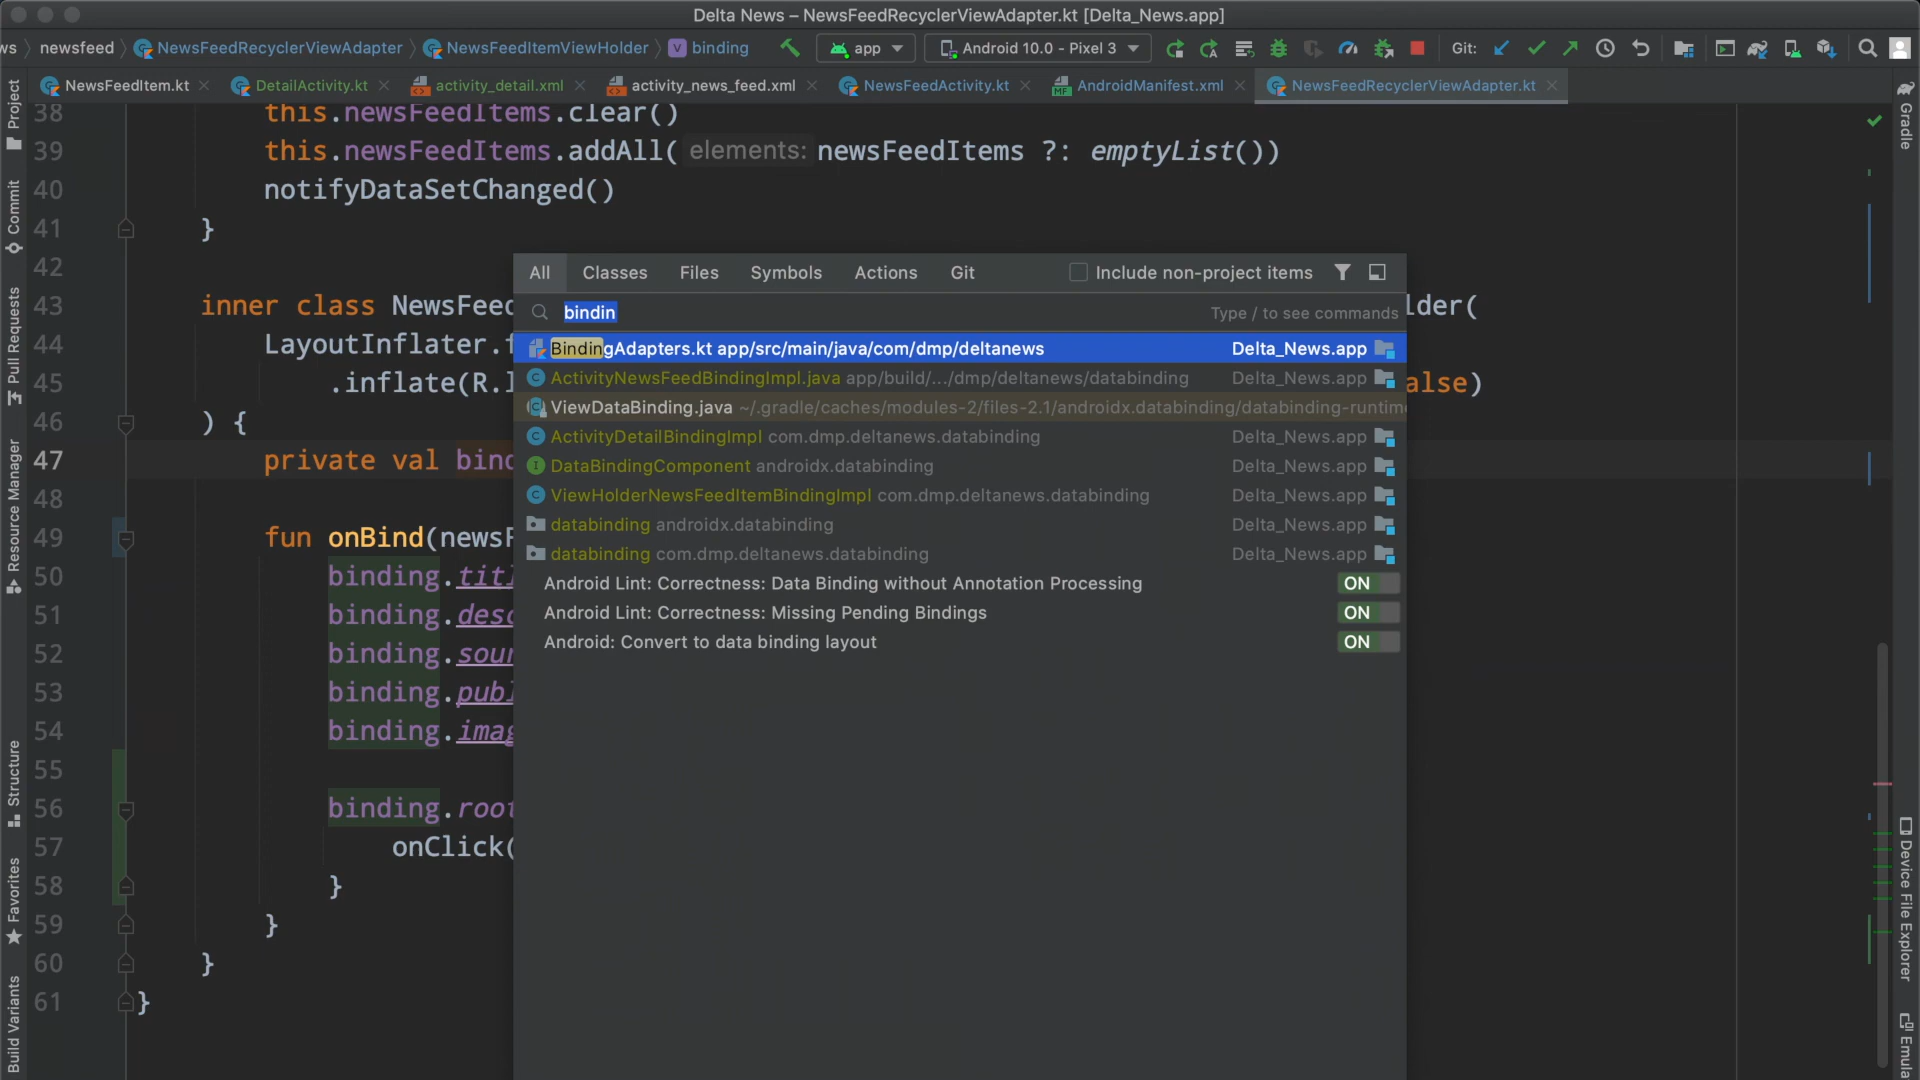 Delta News – NewsFeedRecyclerViewAdapter.kt [Delta_News.app]
ws newsfeed NewsFeedRecyclerViewAdapter NewsFeedItemViewHolder binding app Android 10.0 - Pixel 3 Git:
NewsFeedItem.kt DetailActivity.kt activity_detail.xml activity_news_feed.xml NewsFeedActivity.kt AndroidManifest.xml NewsFeedRecyclerViewAdapter.kt
Project
Commit
Pull Requests
Resource Manager
Structure
Favorites
Build Variants
38 this.newsFeedItems.clear()
39 this.newsFeedItems.addAll( elements: newsFeedItems ?: emptyList())
40 notifyDataSetChanged()
41 }
42
43 inner class NewsFeed lder(
44 LayoutInflater.f
45 .inflate(R.l alse)
46 ) {
47 private val bind
48
49 fun onBind(newsF
50 binding.titl
51 binding.desc
52 binding.sour
53 binding.publ
54 binding.imag
55
56 binding.root
57 onClick(
58 }
59 }
60 }
61 }
All Classes Files Symbols Actions Git Include non-project items
bindin Type / to see commands
BindingAdapters.kt app/src/main/java/com/dmp/deltanews Delta_News.app
ActivityNewsFeedBindingImpl.java app/build/.../dmp/deltanews/databinding Delta_News.app
ViewDataBinding.java ~/.gradle/caches/modules-2/files-2.1/androidx.databinding/databinding-runtim
ActivityDetailBindingImpl com.dmp.deltanews.databinding Delta_News.app
DataBindingComponent androidx.databinding Delta_News.app
ViewHolderNewsFeedItemBindingImpl com.dmp.deltanews.databinding Delta_News.app
databinding androidx.databinding Delta_News.app
databinding com.dmp.deltanews.databinding Delta_News.app
Android Lint: Correctness: Data Binding without Annotation Processing ON
Android Lint: Correctness: Missing Pending Bindings ON
Android: Convert to data binding layout ON
Gradle
Device File Explorer
Emula